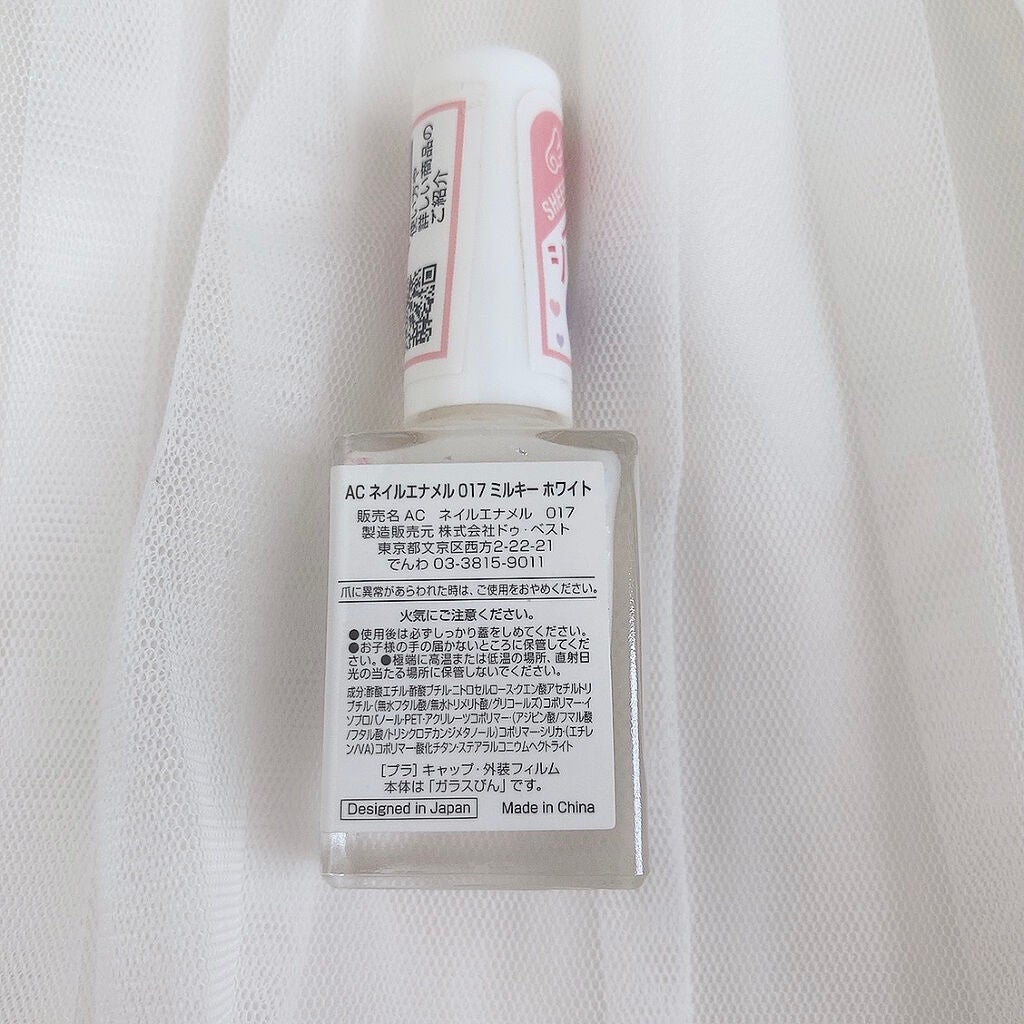 詳しい商品の
ご紹介
SHEE
AC ネイルエナメル 017 ミルキー ホワイト
販売名 AC ネイルエナメル 017
製造販売元 株式会社ドゥ・ベスト
東京都文京区西方2-22-21
でんわ 03-3815-9011
爪に異常があらわれた時は、ご使用をおやめください。
火気にご注意ください。
●使用後は必ずしっかり蓋をしめてください。
●お子様の手の届かないところに保管してくだ
さい。●極端に高温または低温の場所、直射日
光の当たる場所に保管しないでください。
成分:酢酸エチル・酢酸ブチル・ニトロセルロース・クエン酸アセチルトリ
ブチル・(無水フタル酸/無水トリメリト酸/グリコールズ)コポリマー・イ
ソプロパノール・PET・アクリレーツコポリマー・(アジピン酸/フマル酸
/フタル酸/トリシクロデカンジメタノール)コポリマー・シリカ・(エチレ
ン/VA)コポリマー・酸化チタン・ステアラルコニウムヘクトライト
[プラ] キャップ・外装フィルム
本体は「ガラスびん」です。
Designed in Japan Made in China